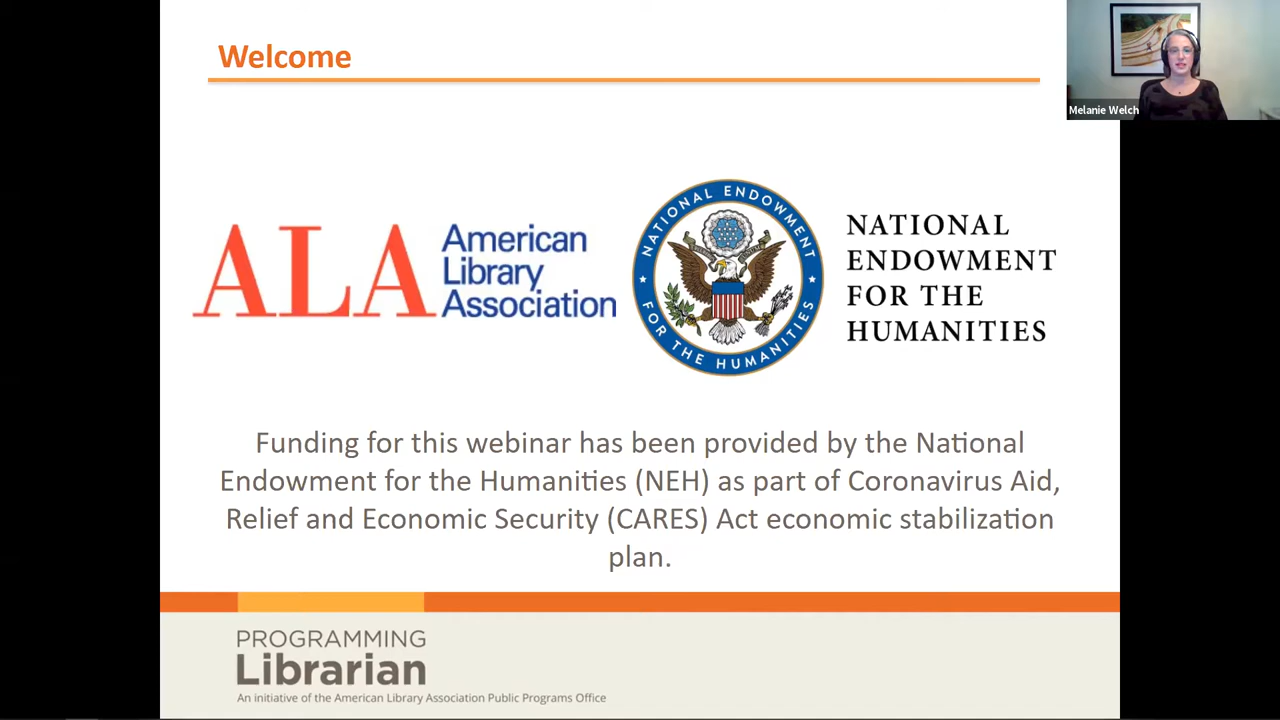 Welcome
Melanie Welch
ALA American
Library
Association
NATIONAL ENDOWMENT
FOR THE HUMANITIES
NATIONAL
ENDOWMENT
FOR THE
HUMANITIES
Funding for this webinar has been provided by the National
Endowment for the Humanities (NEH) as part of Coronavirus Aid,
Relief and Economic Security (CARES) Act economic stabilization
plan.
PROGRAMMING
Librarian
An initiative of the American Library Association Public Programs Office